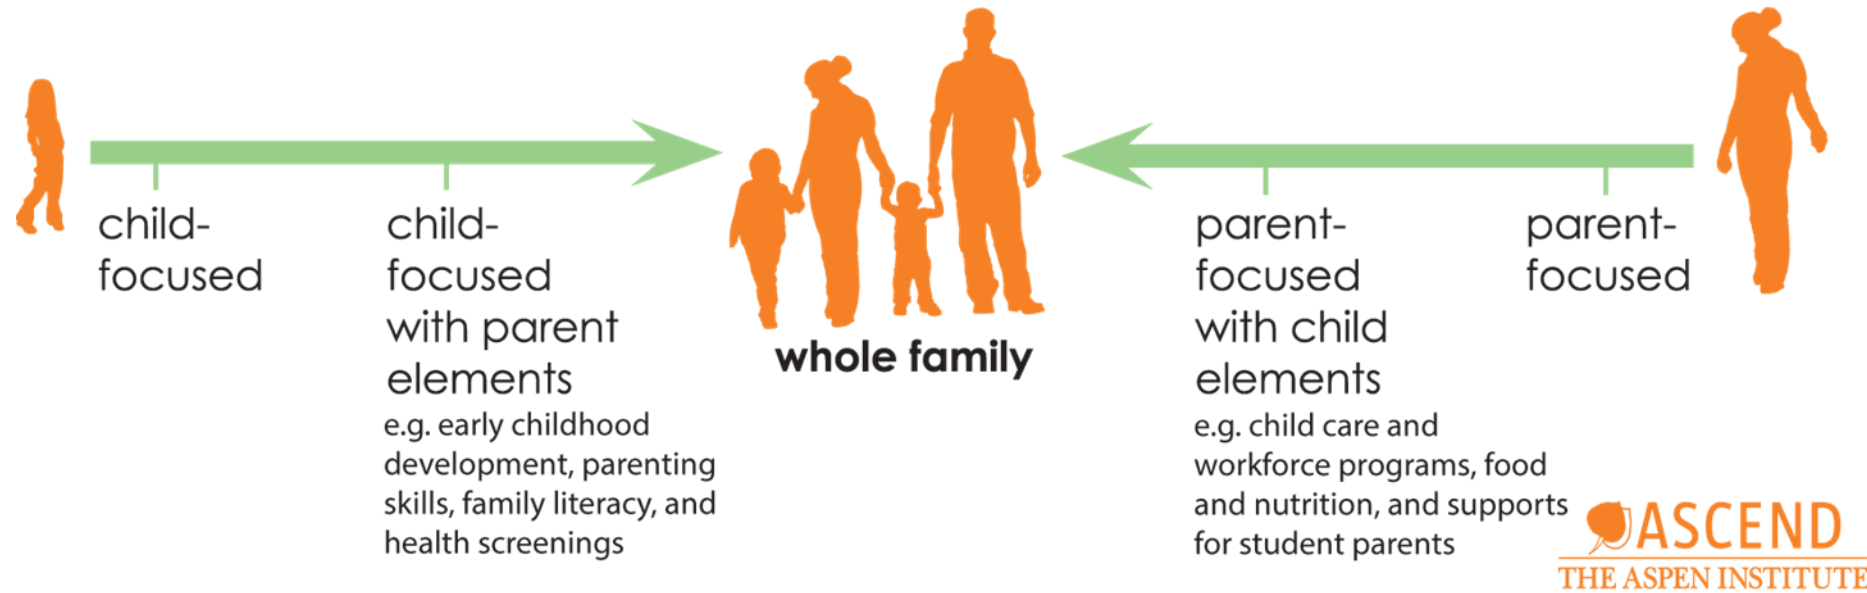 child-
focused
child-
focused
with parent
elements
e.g. early childhood
development, parenting
skills, family literacy, and
health screenings
whole family
parent-
focused
with child
elements
e.g. child care and
workforce programs, food
and nutrition, and supports
for student parents
parent-
focused
ASCEND
THE ASPEN INSTITUTE